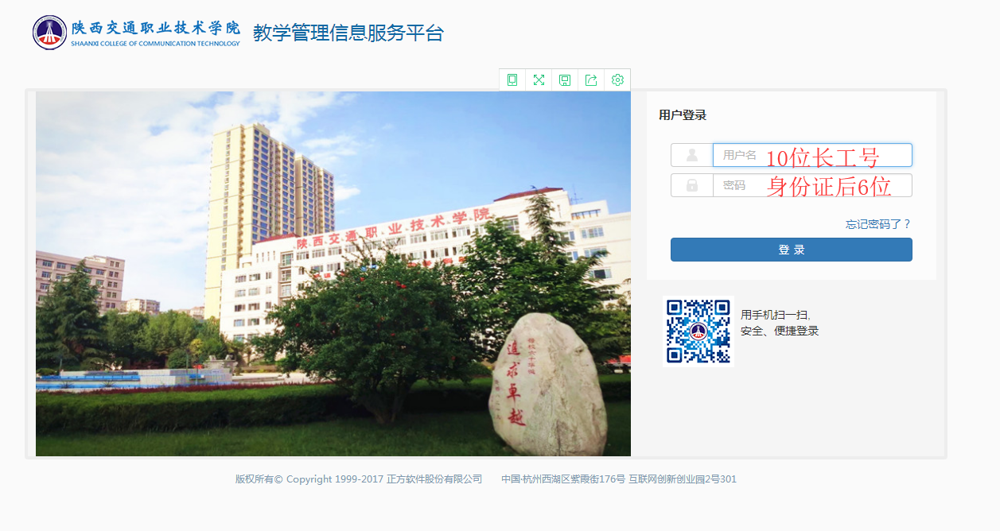 陕西交通职业技术学院
SHAANXI COLLEGE OF COMMUNICATION TECHNOLOGY
教学管理信息服务平台
用户登录
用户名 10位长工号
密码 身份证后6位
忘记密码了？
登 录
陕西交通职业技术学院
追求卓越
用手机扫一扫,
安全、便捷登录
版权所有© Copyright 1999-2017 正方软件股份有限公司 中国·杭州西湖区紫霞街176号 互联网创新创业园2号301